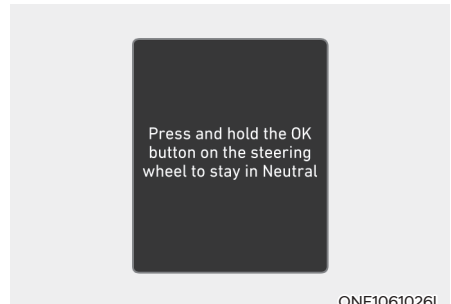 Press and hold the OK
button on the steering
wheel to stay in Neutral
ONE1061026L